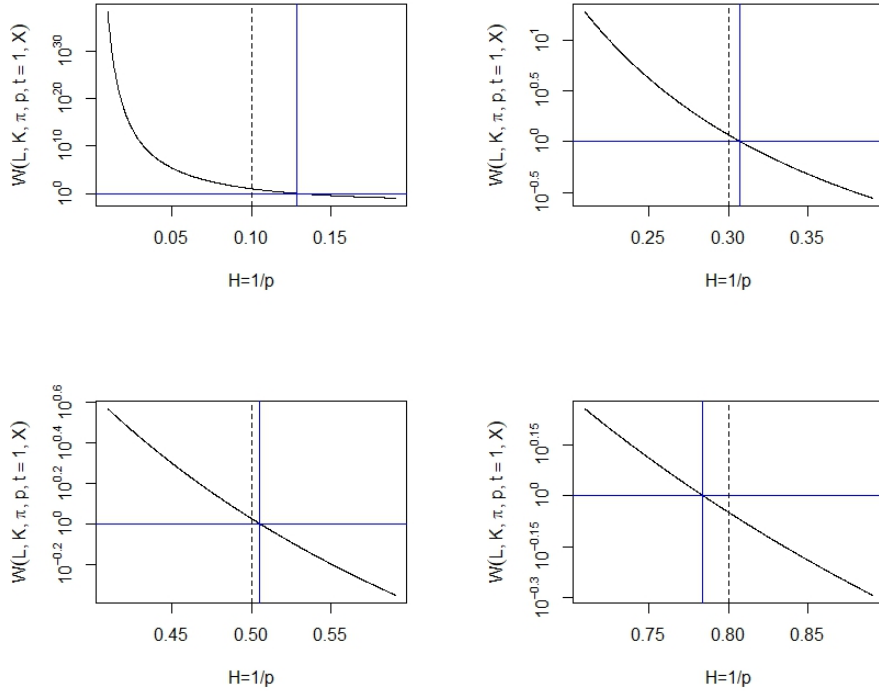 W(L, K, π, p, t = 1, X)
10^30
10^20
10^10
10^0
0.05 0.10 0.15
H=1/p
W(L, K, π, p, t = 1, X)
10^1
10^0.5
10^0
10^−0.5
0.25 0.30 0.35
H=1/p
W(L, K, π, p, t = 1, X)
10^0.6
10^0.4
10^0.2
10^0
10^−0.2
0.45 0.50 0.55
H=1/p
W(L, K, π, p, t = 1, X)
10^0.15
10^0
10^−0.15
10^−0.3
0.75 0.80 0.85
H=1/p